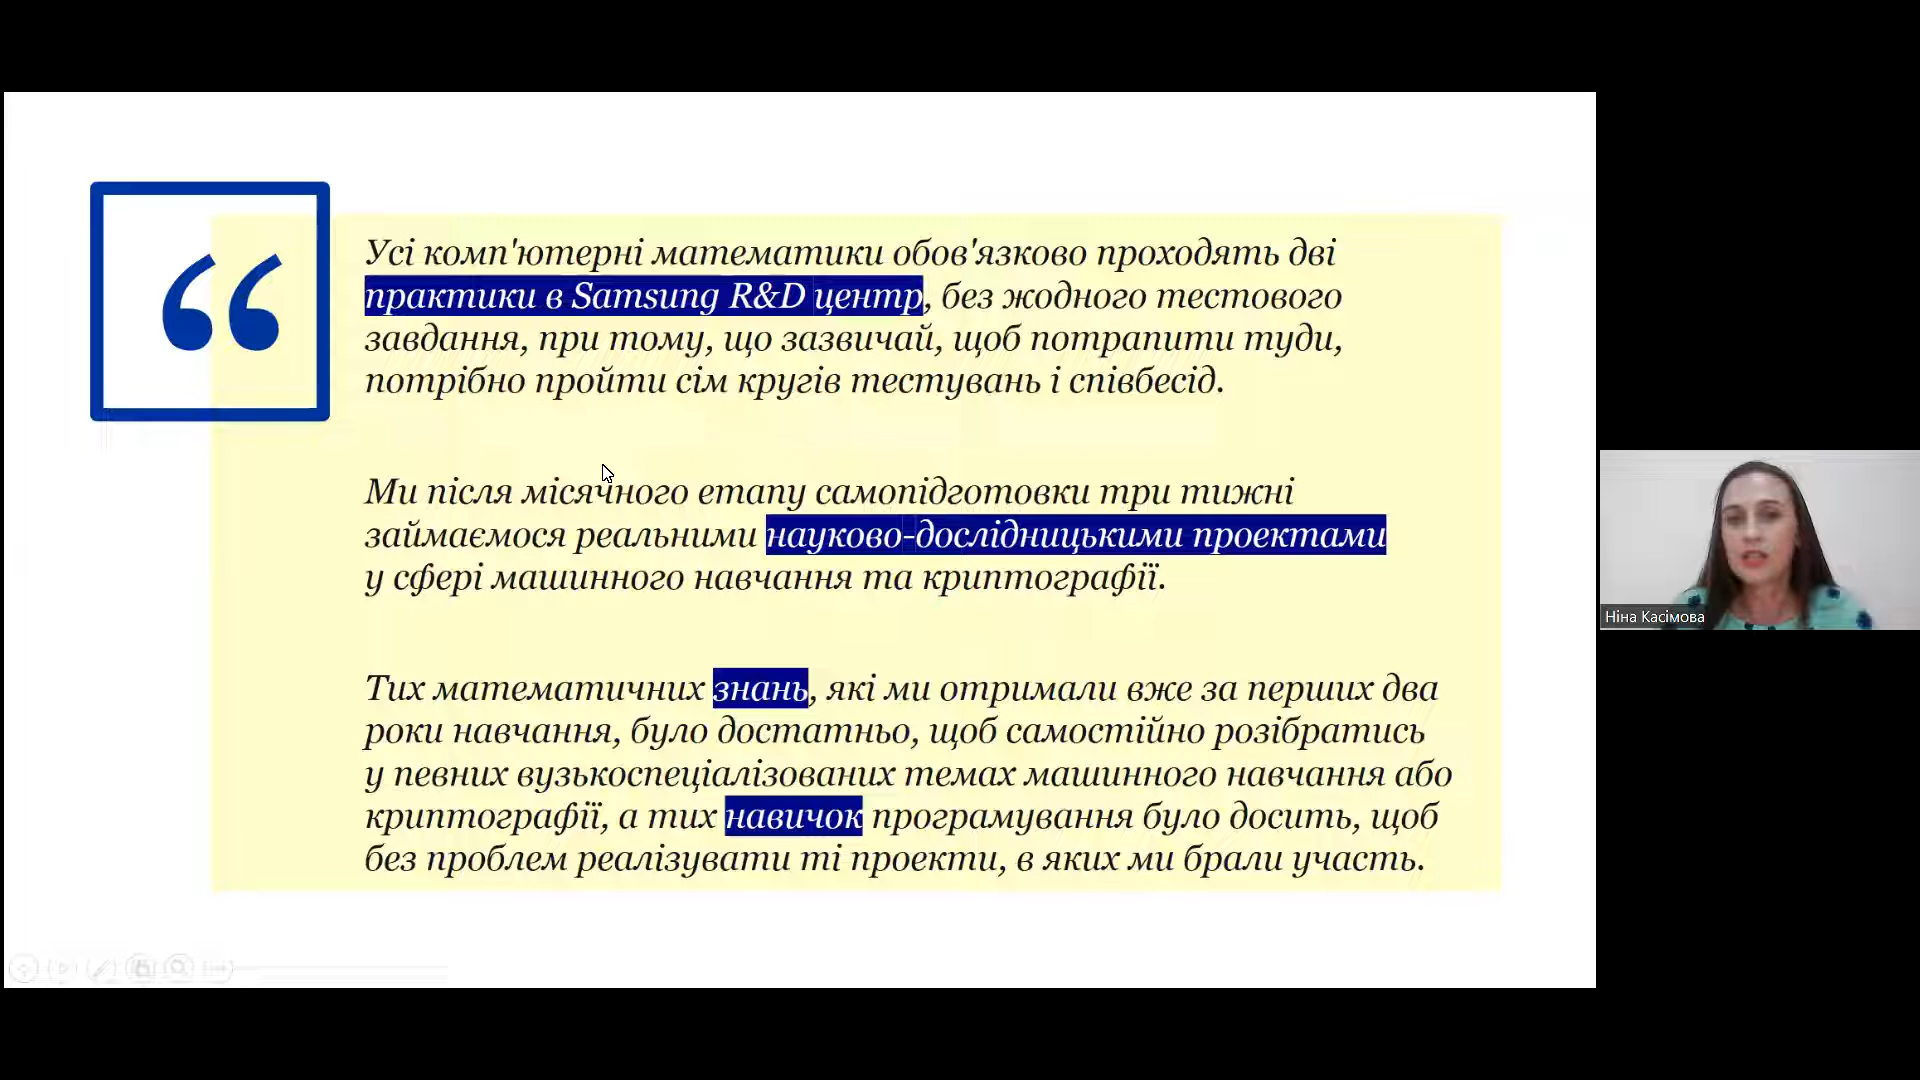 Усі комп'ютерні математики обов'язково проходять дві
практики в Samsung R&D центр, без жодного тестового
завдання, при тому, що зазвичай, щоб потрапити туди,
потрібно пройти сім кругів тестувань і співбесід.
Ми після місячного етапу самопідготовки три тижні
займаємося реальними науково-дослідницькими проектами
у сфері машинного навчання та криптографії.
Тих математичних знань, які ми отримали вже за перших два
роки навчання, було достатньо, щоб самостійно розібратись
у певних вузькоспеціалізованих темах машинного навчання або
криптографії, а тих навичок програмування було досить, щоб
без проблем реалізувати ті проекти, в яких ми брали участь.
Ніна Касімова